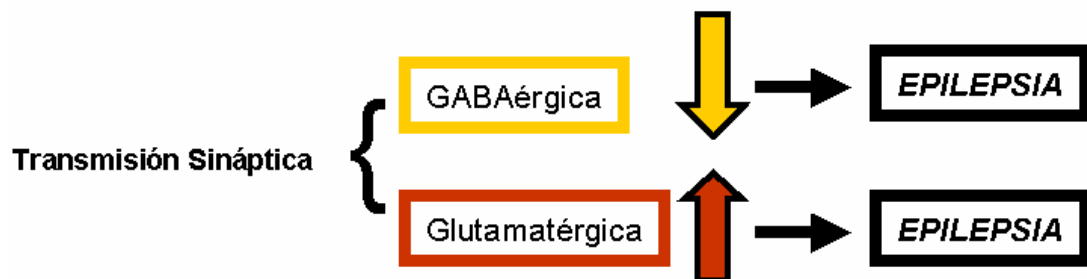 GABAérgica
EPILEPSIA
Transmisión Sináptica
Glutamatérgica
EPILEPSIA